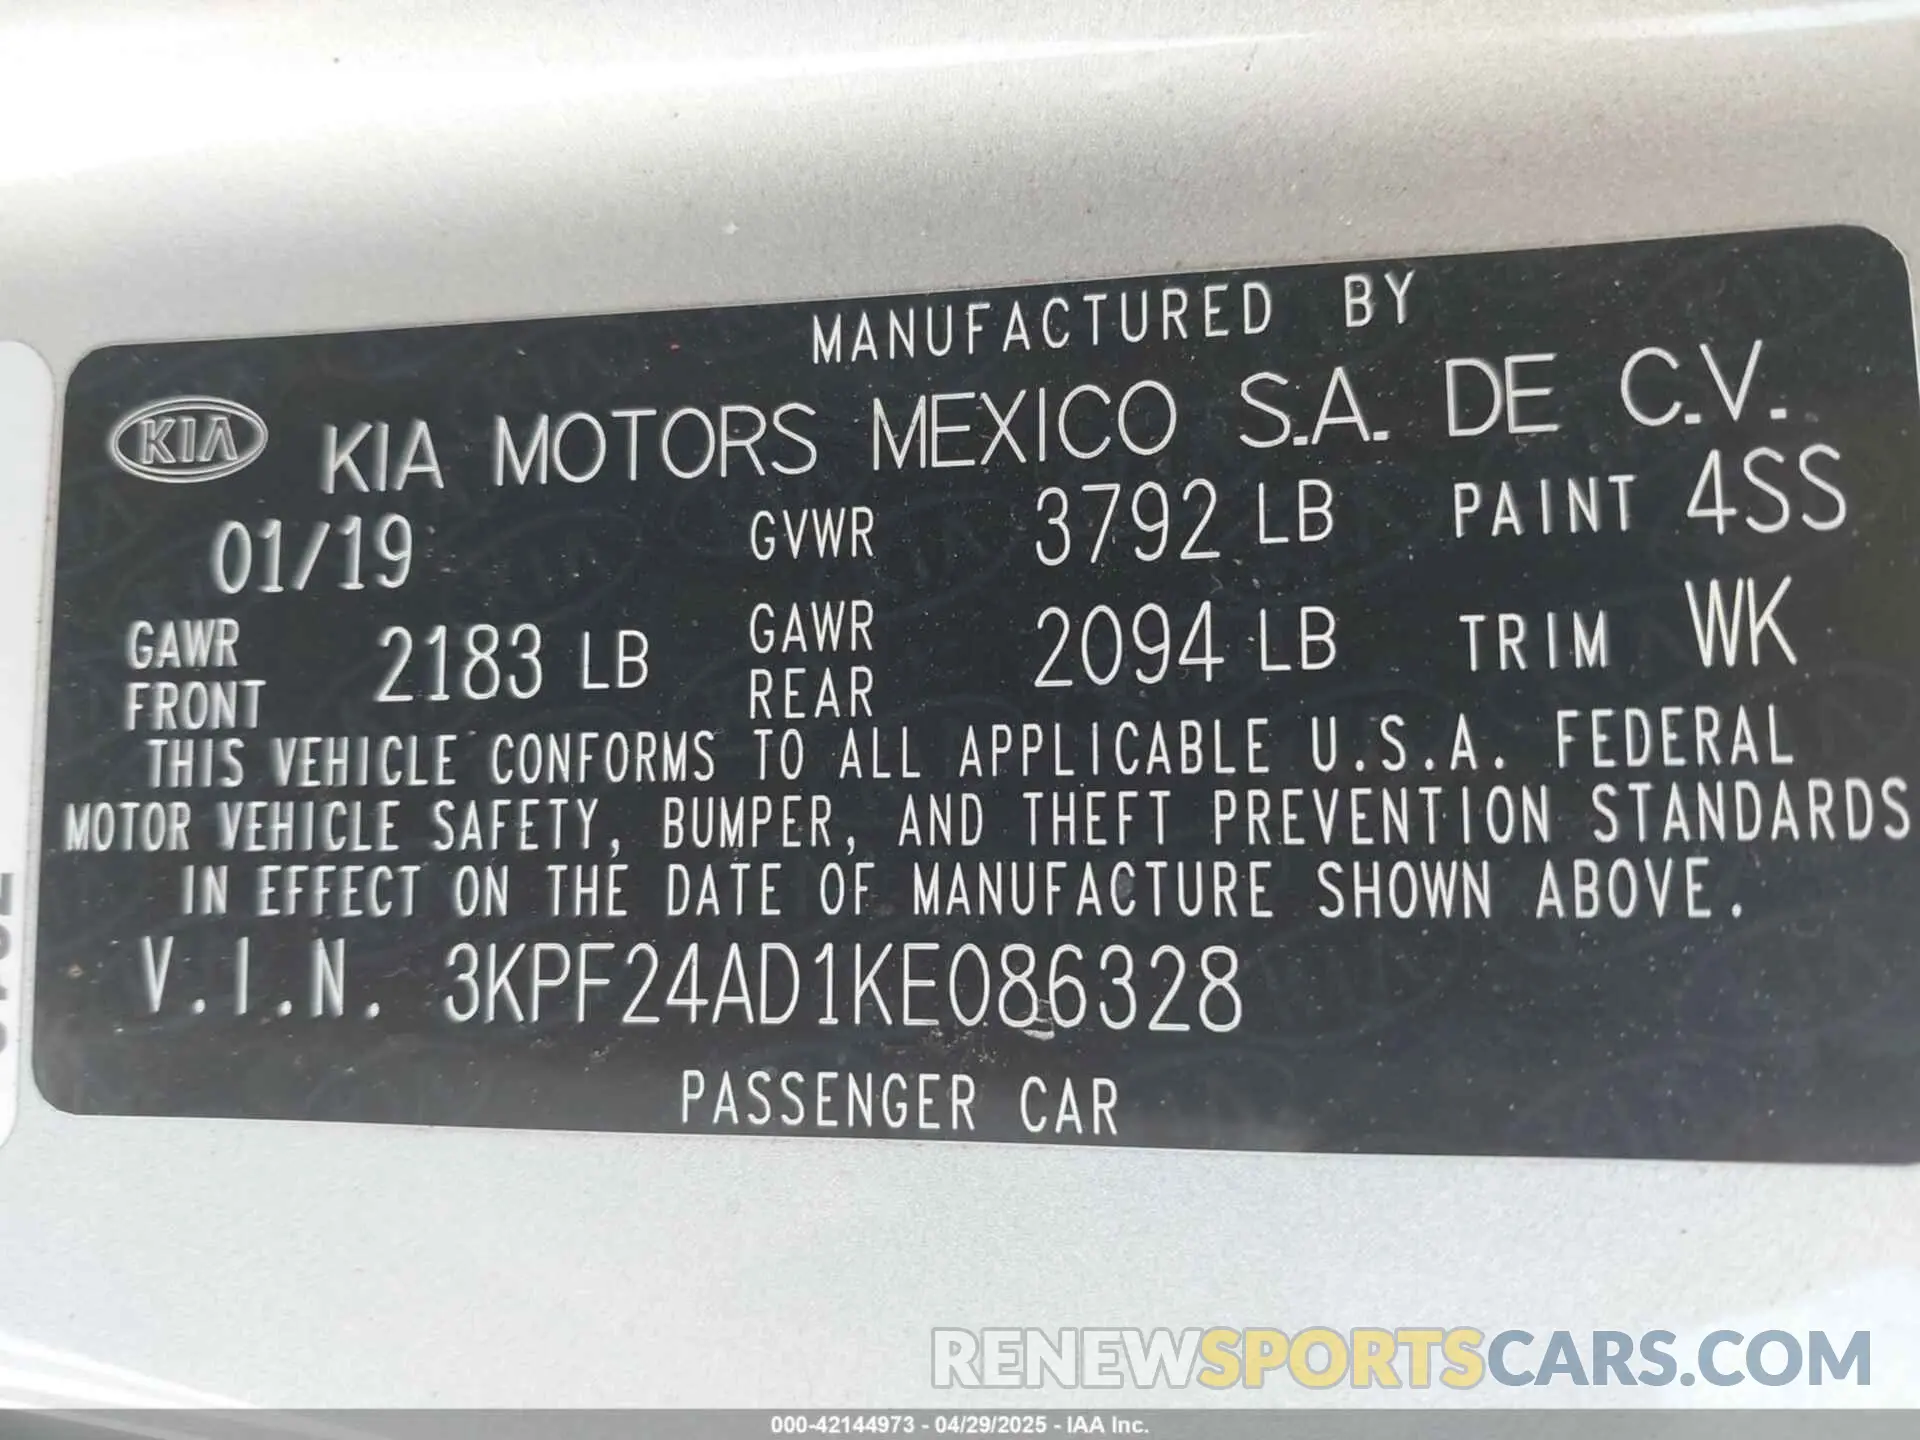 MANUFACTURED BY
KIA KIA MOTORS MEXICO S.A. DE C.V.
01/19 GVWR 3792 LB PAINT 4SS
GAWR FRONT 2183 LB GAWR REAR 2094 LB TRIM WK
THIS VEHICLE CONFORMS TO ALL APPLICABLE U.S.A. FEDERAL
MOTOR VEHICLE SAFETY, BUMPER, AND THEFT PREVENTION STANDARDS
IN EFFECT ON THE DATE OF MANUFACTURE SHOWN ABOVE.
V.I.N. 3KPF24AD1KE086328
PASSENGER CAR
RENEWSPORTSCARS.COM
000-42144973 - 04/29/2025 - IAA Inc.